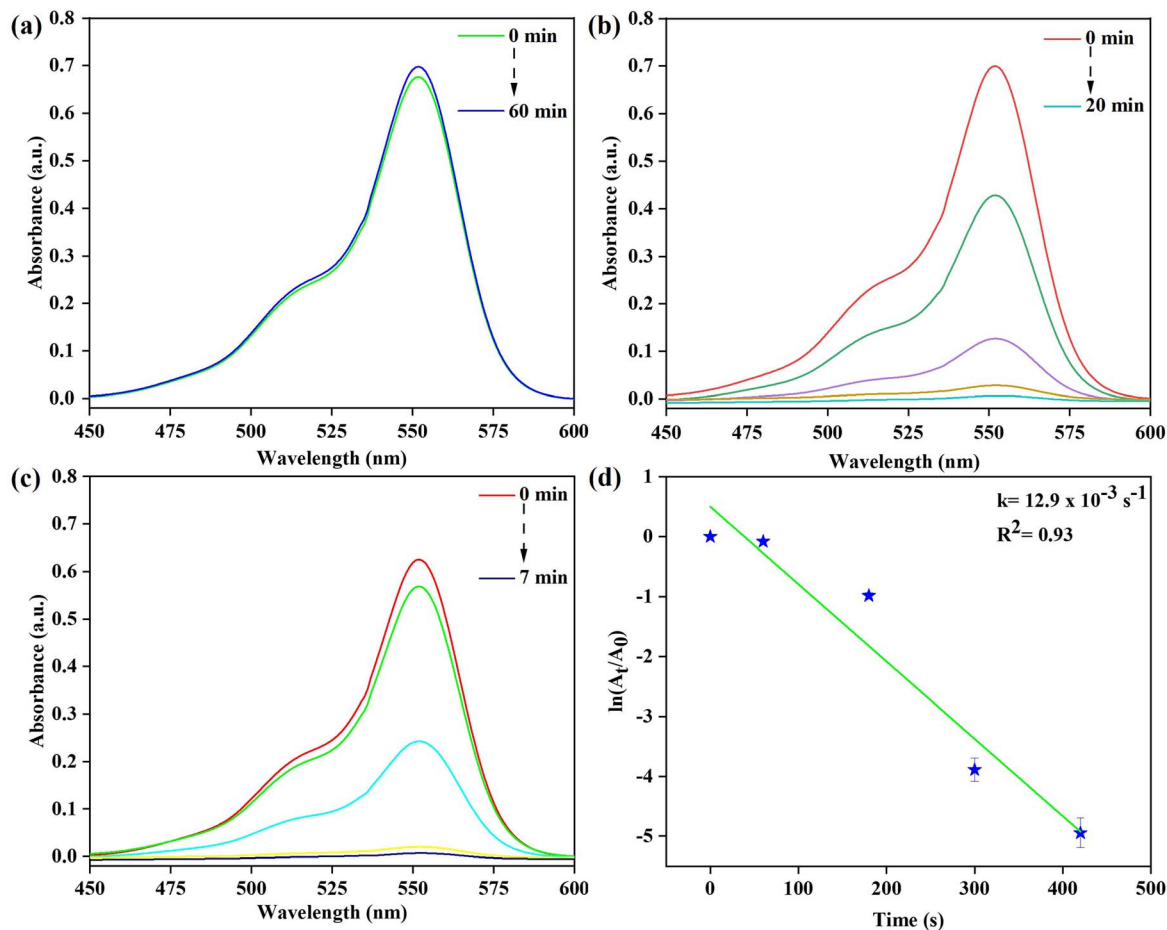 (a)
0.8
0.7
0.6
0.5
0.4
0.3
0.2
0.1
0.0
Absorbance (a.u.)
0 min
60 min
450 475 500 525 550 575 600
Wavelength (nm)
(b)
0.8
0.7
0.6
0.5
0.4
0.3
0.2
0.1
0.0
Absorbance (a.u.)
0 min
20 min
450 475 500 525 550 575 600
Wavelength (nm)
(c)
0.8
0.7
0.6
0.5
0.4
0.3
0.2
0.1
0.0
Absorbance (a.u.)
0 min
7 min
450 475 500 525 550 575 600
Wavelength (nm)
(d)
1
0
-1
-2
-3
-4
-5
ln(A_t/A_0)
k= 12.9 x 10⁻³ s⁻¹
R²= 0.93
0 100 200 300 400 500
Time (s)